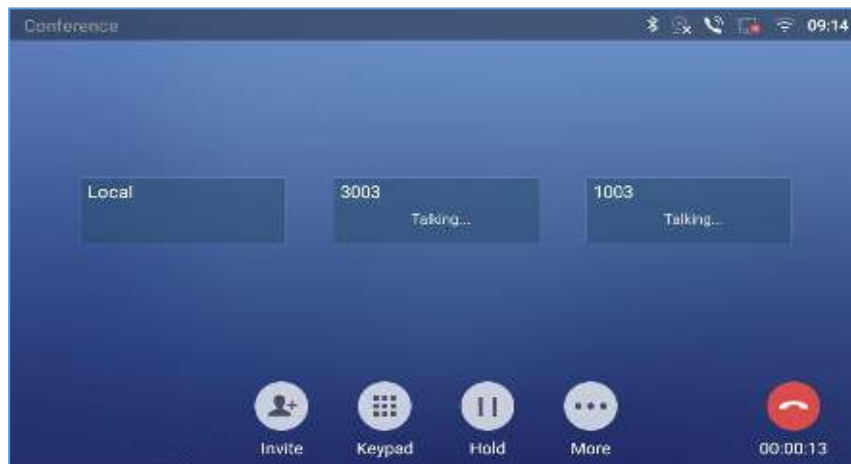 Conference 09:14
Local 3003 1003
Talking... Talking...
Invite Keypad Hold More 00:00:13